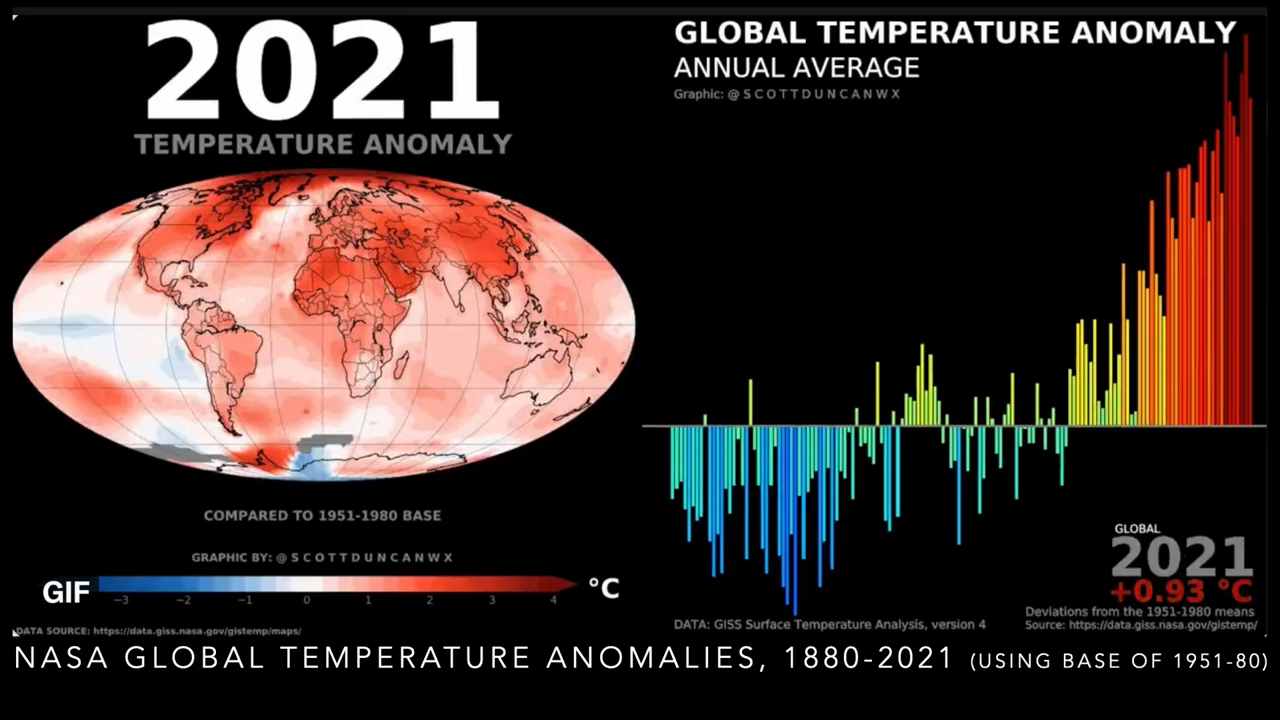 2021
TEMPERATURE ANOMALY
COMPARED TO 1951-1980 BASE
GRAPHIC BY: @SCOTTDUNCANWX
GIF
-3 -2 -1 0 1 2 3 4
°C
DATA SOURCE: https://data.giss.nasa.gov/gistemp/maps/
GLOBAL TEMPERATURE ANOMALY
ANNUAL AVERAGE
Graphic: @SCOTTDUNCANWX
GLOBAL
2021
+0.93 °C
Deviations from the 1951-1980 means
DATA: GISS Surface Temperature Analysis, version 4
Source: https://data.giss.nasa.gov/gistemp/
NASA GLOBAL TEMPERATURE ANOMALIES, 1880-2021 (USING BASE OF 1951-80)